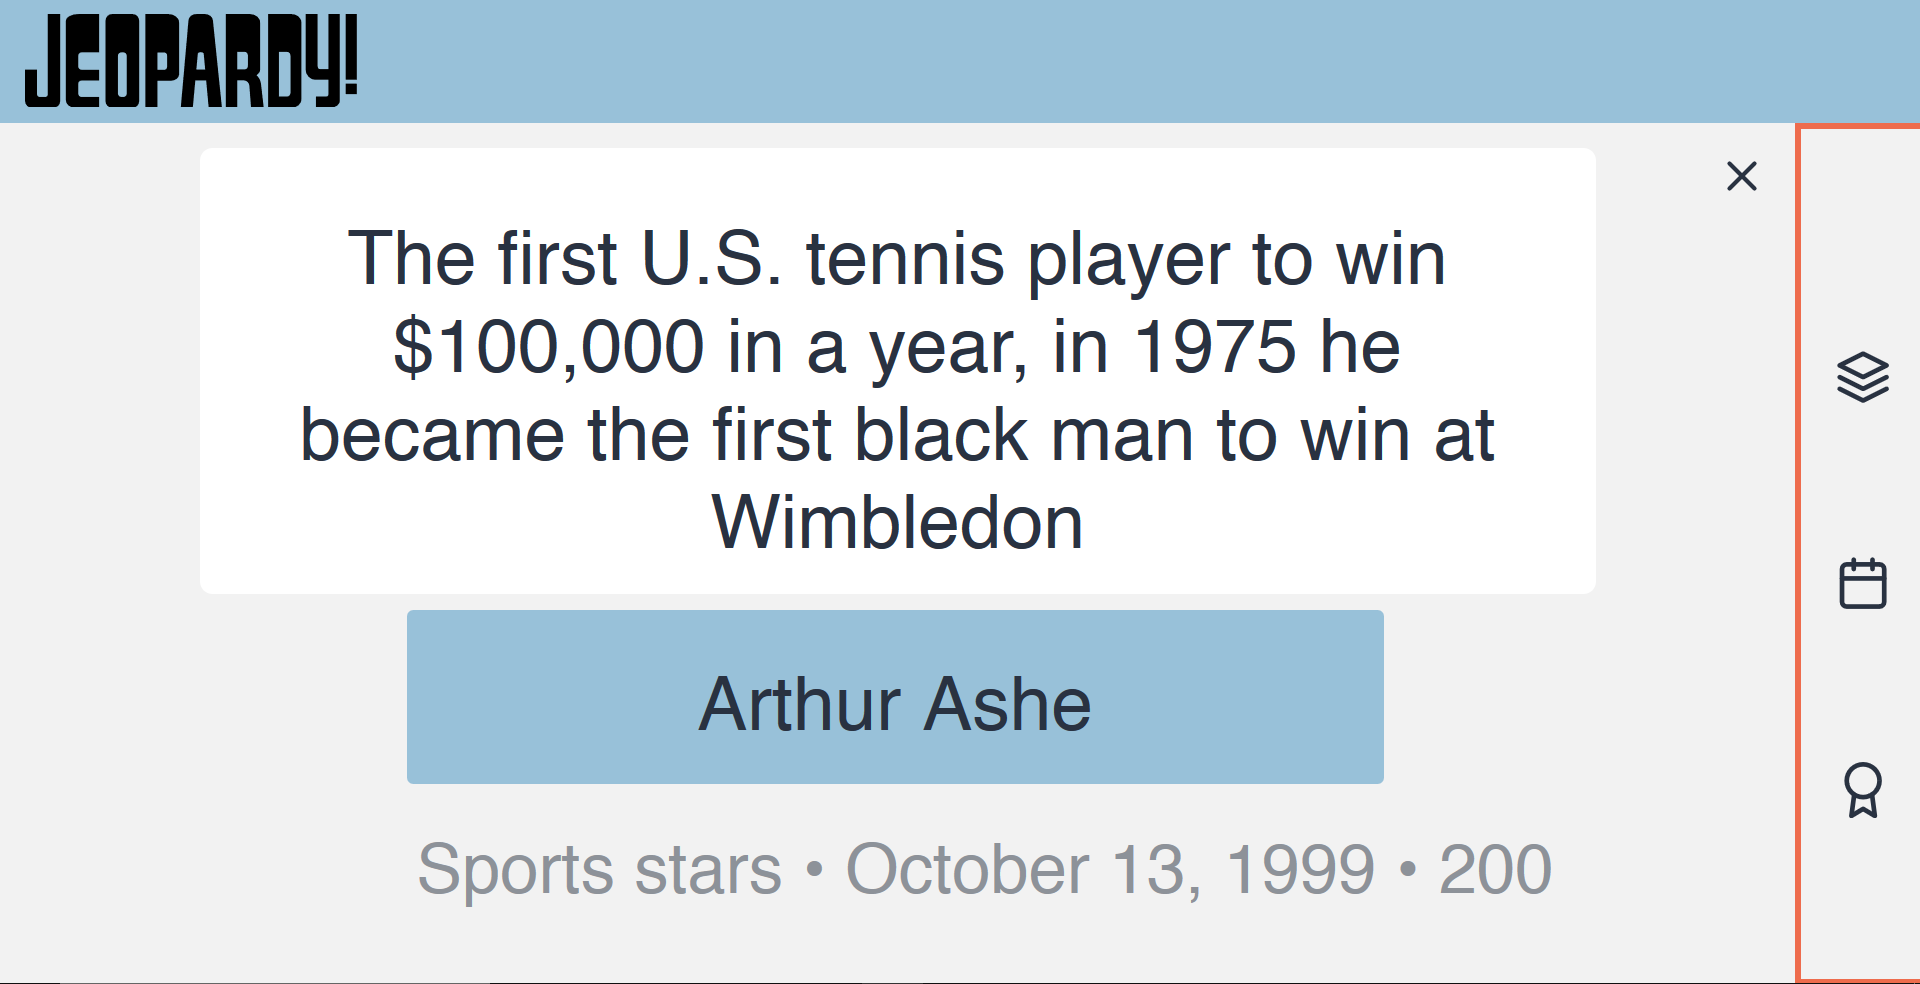 JEOPARDY!
The first U.S. tennis player to win
$100,000 in a year, in 1975 he
became the first black man to win at
Wimbledon
Arthur Ashe
Sports stars • October 13, 1999 • 200